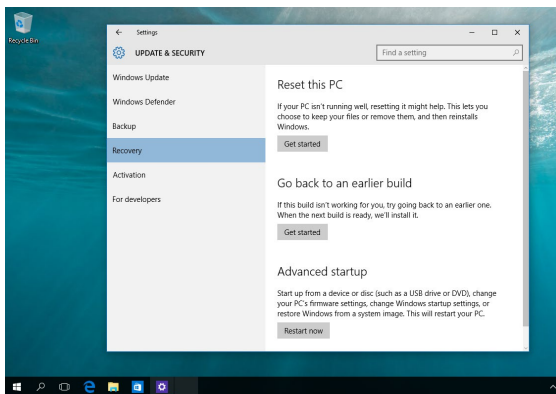 Recycle Bin
Settings
UPDATE & SECURITY
Find a setting
Windows Update
Windows Defender
Backup
Recovery
Activation
For developers
Reset this PC
If your PC isn't running well, resetting it might help. This lets you
choose to keep your files or remove them, and then reinstalls
Windows.
Get started
Go back to an earlier build
If this build isn't working for you, try going back to an earlier one.
When the next build is ready, we'll install it.
Get started
Advanced startup
Start up from a device or disc (such as a USB drive or DVD), change
your PC's firmware settings, change Windows startup settings, or
restore Windows from a system image. This will restart your PC.
Restart now